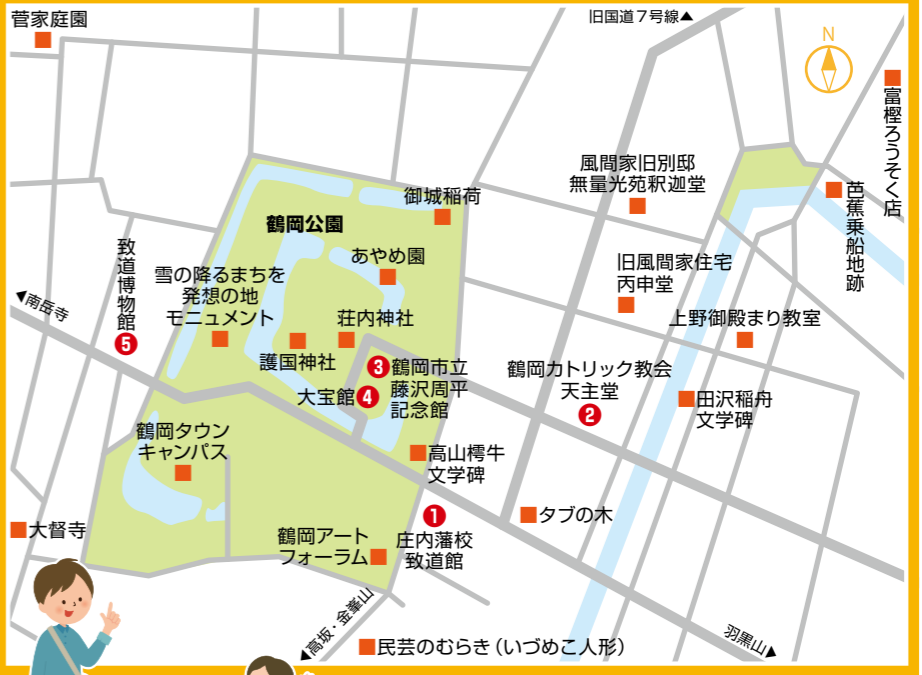 菅家庭園
旧国道7号線▲
N
富樫ろうそく店
風間家旧別邸
無量光苑釈迦堂
芭蕉乗船地跡
御城稲荷
鶴岡公園
あやめ園
致道博物館
5
雪の降るまちを
発想の地
モニュメント
旧風間家住宅
丙申堂
◀南岳寺
荘内神社
上野御殿まり教室
護国神社
3 鶴岡市立
藤沢周平
記念館
大宝館 4
鶴岡カトリック教会
天主堂
2
田沢稲舟
文学碑
鶴岡タウン
キャンパス
高山樗牛
文学碑
1
庄内藩校
致道館
タブの木
大督寺
鶴岡アート
フォーラム
◀高坂・金峯山
民芸のむらき(いづめこ人形)
羽黒山▶